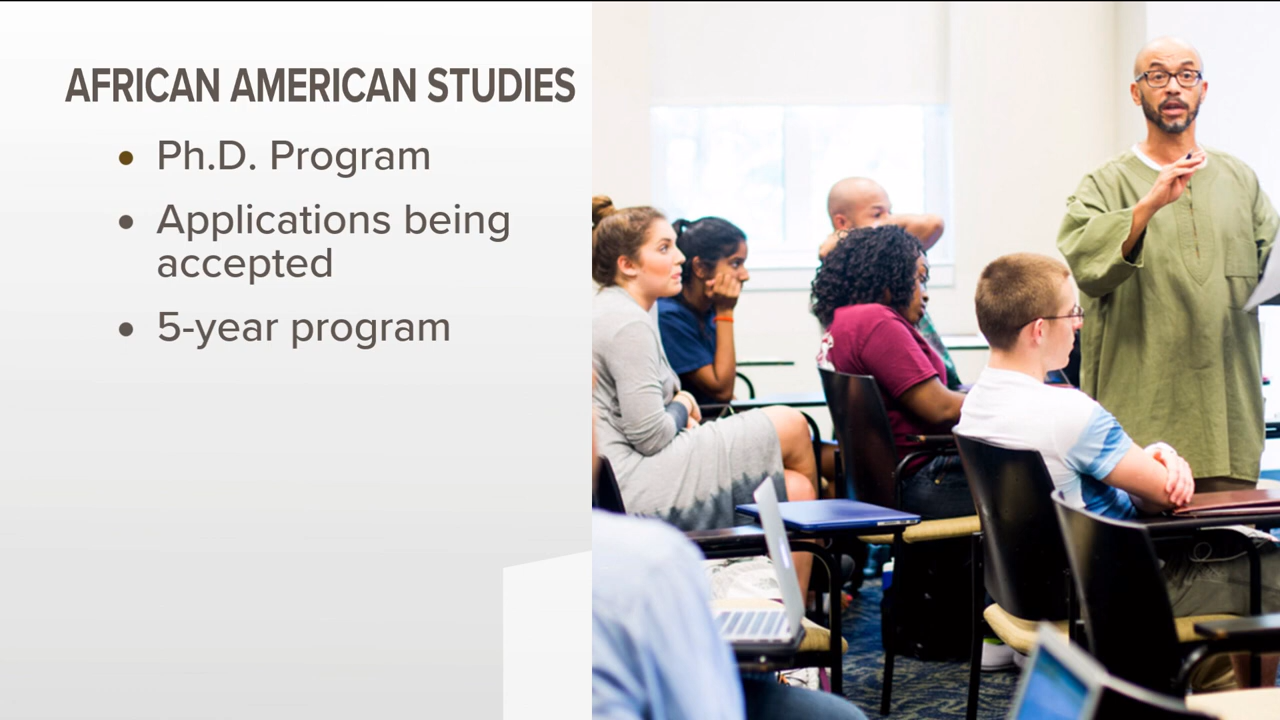 AFRICAN AMERICAN STUDIES
• Ph.D. Program
• Applications being
accepted
• 5-year program